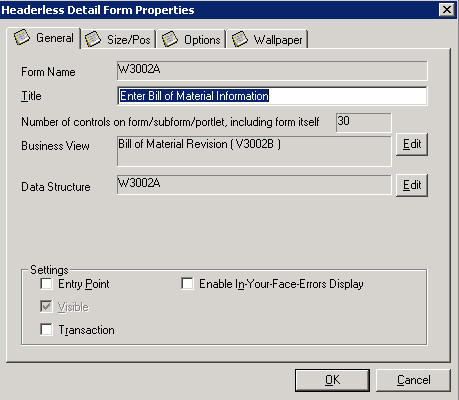 Headerless Detail Form Properties
General Size/Pos Options Wallpaper
Form Name W3002A
Title Enter Bill of Material Information
Number of controls on form/subform/portlet, including form itself 30
Business View Bill of Material Revision ( V3002B ) Edit
Data Structure W3002A Edit
Settings
Entry Point Enable In-Your-Face-Errors Display
Visible
Transaction
OK Cancel